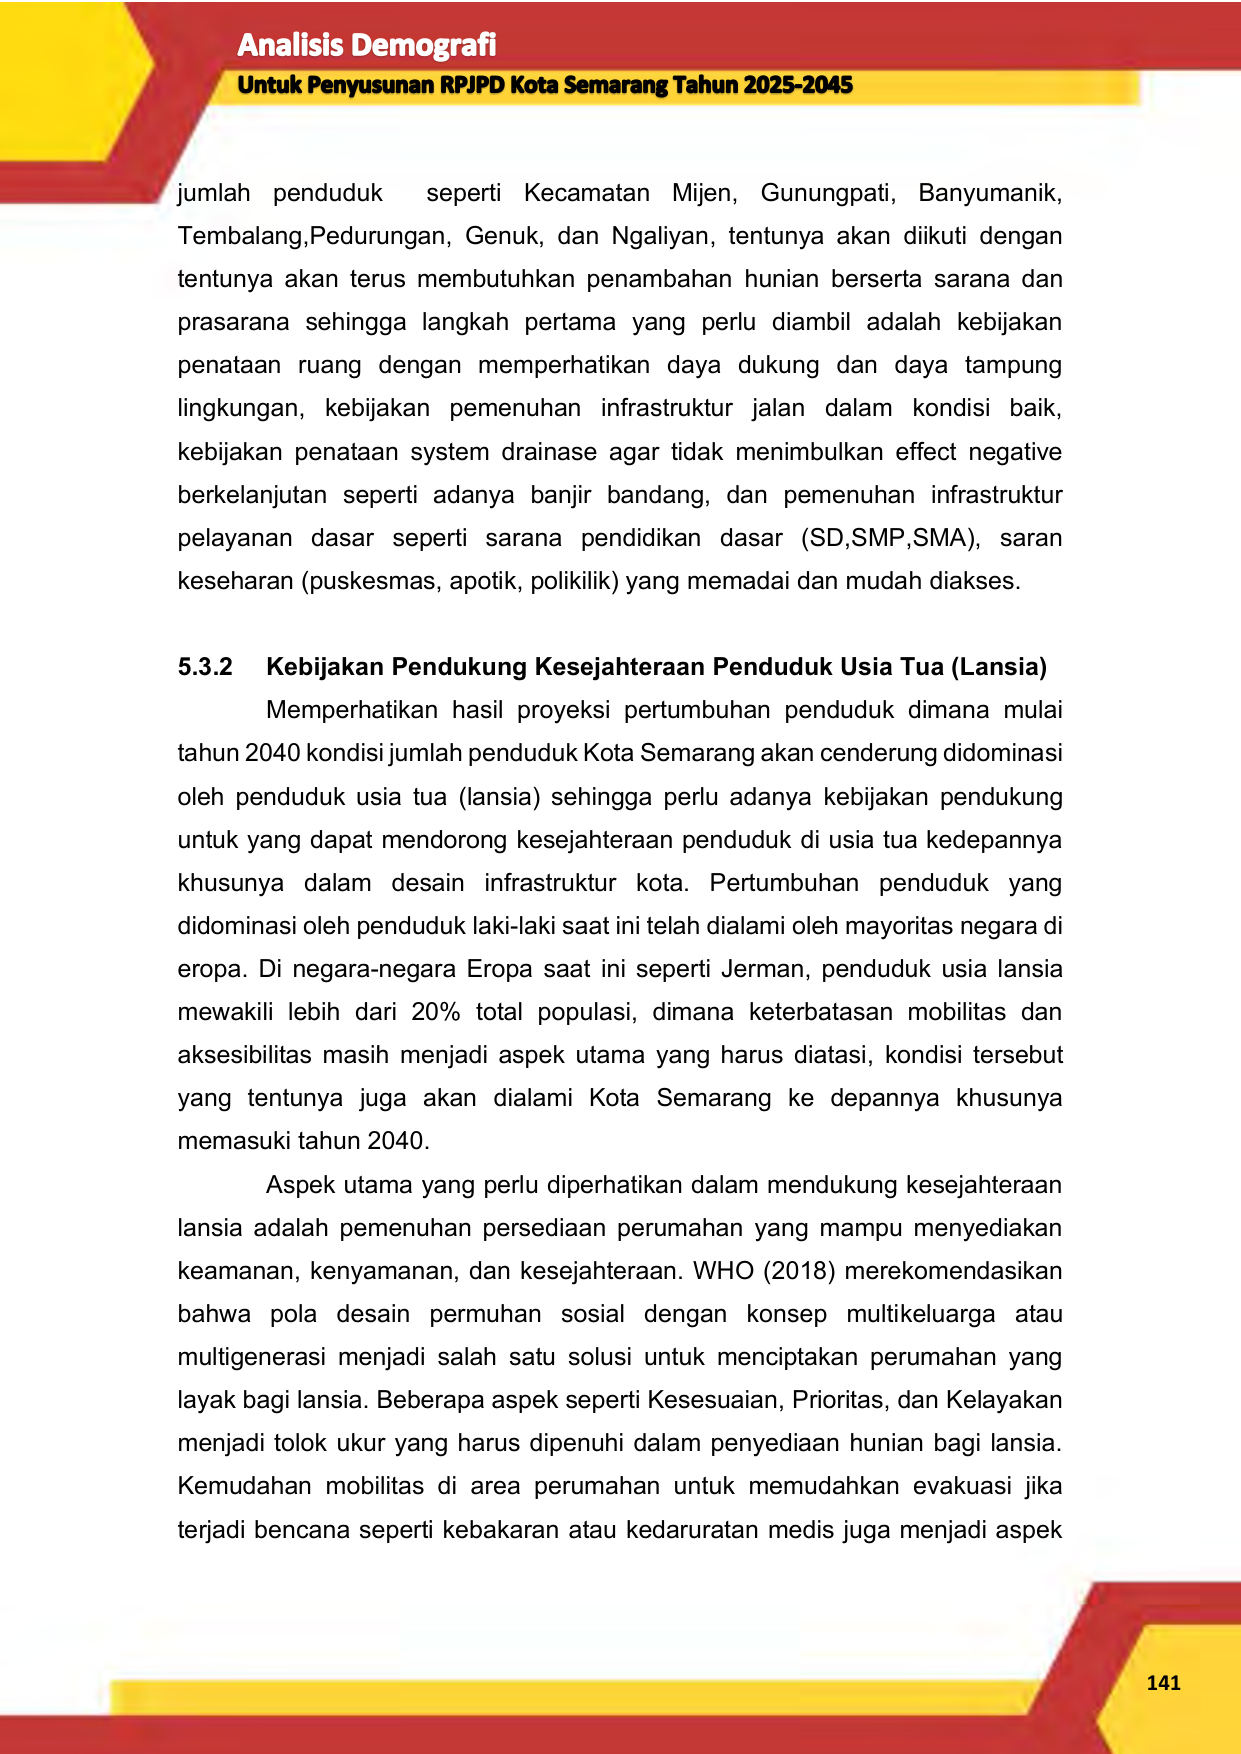 Analisis Demografi
Untuk Penyusunan RPJPD Kota Semarang Tahun 2025-2045
jumlah penduduk seperti Kecamatan Mijen, Gunungpati, Banyumanik,
Tembalang,Pedurungan, Genuk, dan Ngaliyan, tentunya akan diikuti dengan
tentunya akan terus membutuhkan penambahan hunian berserta sarana dan
prasarana sehingga langkah pertama yang perlu diambil adalah kebijakan
penataan ruang dengan memperhatikan daya dukung dan daya tampung
lingkungan, kebijakan pemenuhan infrastruktur jalan dalam kondisi baik,
kebijakan penataan system drainase agar tidak menimbulkan effect negative
berkelanjutan seperti adanya banjir bandang, dan pemenuhan infrastruktur
pelayanan dasar seperti sarana pendidikan dasar (SD,SMP,SMA), saran
keseharan (puskesmas, apotik, polikilik) yang memadai dan mudah diakses.
5.3.2 Kebijakan Pendukung Kesejahteraan Penduduk Usia Tua (Lansia)
Memperhatikan hasil proyeksi pertumbuhan penduduk dimana mulai
tahun 2040 kondisi jumlah penduduk Kota Semarang akan cenderung didominasi
oleh penduduk usia tua (lansia) sehingga perlu adanya kebijakan pendukung
untuk yang dapat mendorong kesejahteraan penduduk di usia tua kedepannya
khusunya dalam desain infrastruktur kota. Pertumbuhan penduduk yang
didominasi oleh penduduk laki-laki saat ini telah dialami oleh mayoritas negara di
eropa. Di negara-negara Eropa saat ini seperti Jerman, penduduk usia lansia
mewakili lebih dari 20% total populasi, dimana keterbatasan mobilitas dan
aksesibilitas masih menjadi aspek utama yang harus diatasi, kondisi tersebut
yang tentunya juga akan dialami Kota Semarang ke depannya khusunya
memasuki tahun 2040.
Aspek utama yang perlu diperhatikan dalam mendukung kesejahteraan
lansia adalah pemenuhan persediaan perumahan yang mampu menyediakan
keamanan, kenyamanan, dan kesejahteraan. WHO (2018) merekomendasikan
bahwa pola desain permuhan sosial dengan konsep multikeluarga atau
multigenerasi menjadi salah satu solusi untuk menciptakan perumahan yang
layak bagi lansia. Beberapa aspek seperti Kesesuaian, Prioritas, dan Kelayakan
menjadi tolok ukur yang harus dipenuhi dalam penyediaan hunian bagi lansia.
Kemudahan mobilitas di area perumahan untuk memudahkan evakuasi jika
terjadi bencana seperti kebakaran atau kedaruratan medis juga menjadi aspek
141